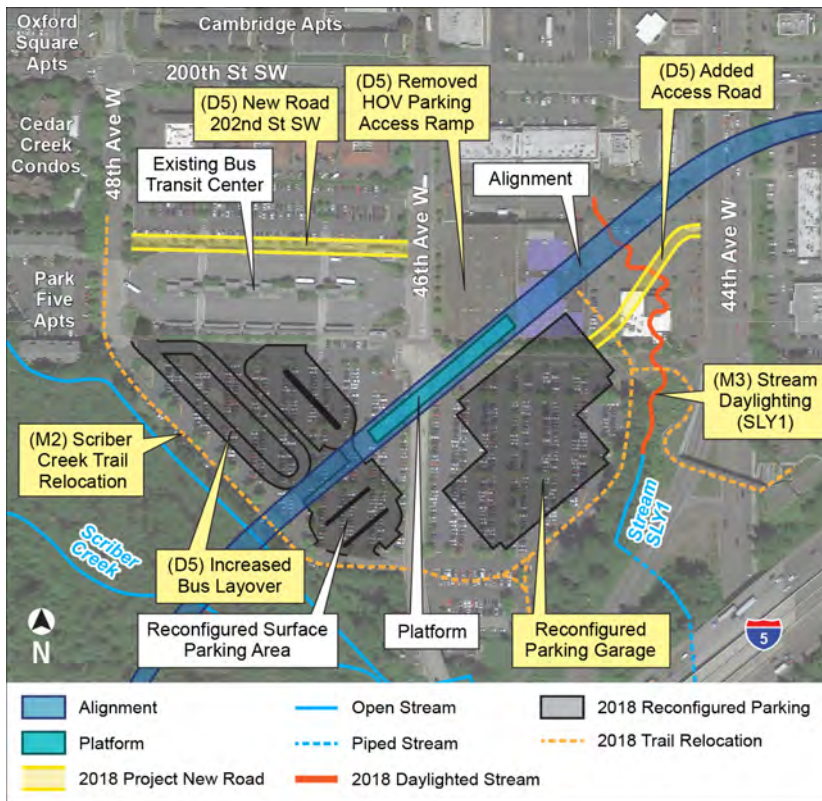 Oxford
Square
Apts
Cambridge Apts
200th St SW
(D5) New Road
202nd St SW
(D5) Removed
HOV Parking
Access Ramp
(D5) Added
Access Road
Cedar
Creek
Condos
48th Ave W
Existing Bus
Transit Center
Alignment
46th Ave W
44th Ave W
Park
Five
Apts
(M3) Stream
Daylighting
(SLY1)
(M2) Scriber
Creek Trail
Relocation
Stream
SLY1
Scriber
Creek
(D5) Increased
Bus Layover
Reconfigured Surface
Parking Area
Platform
Reconfigured
Parking Garage
N
5
Alignment
Open Stream
2018 Reconfigured Parking
Platform
Piped Stream
2018 Trail Relocation
2018 Project New Road
2018 Daylighted Stream